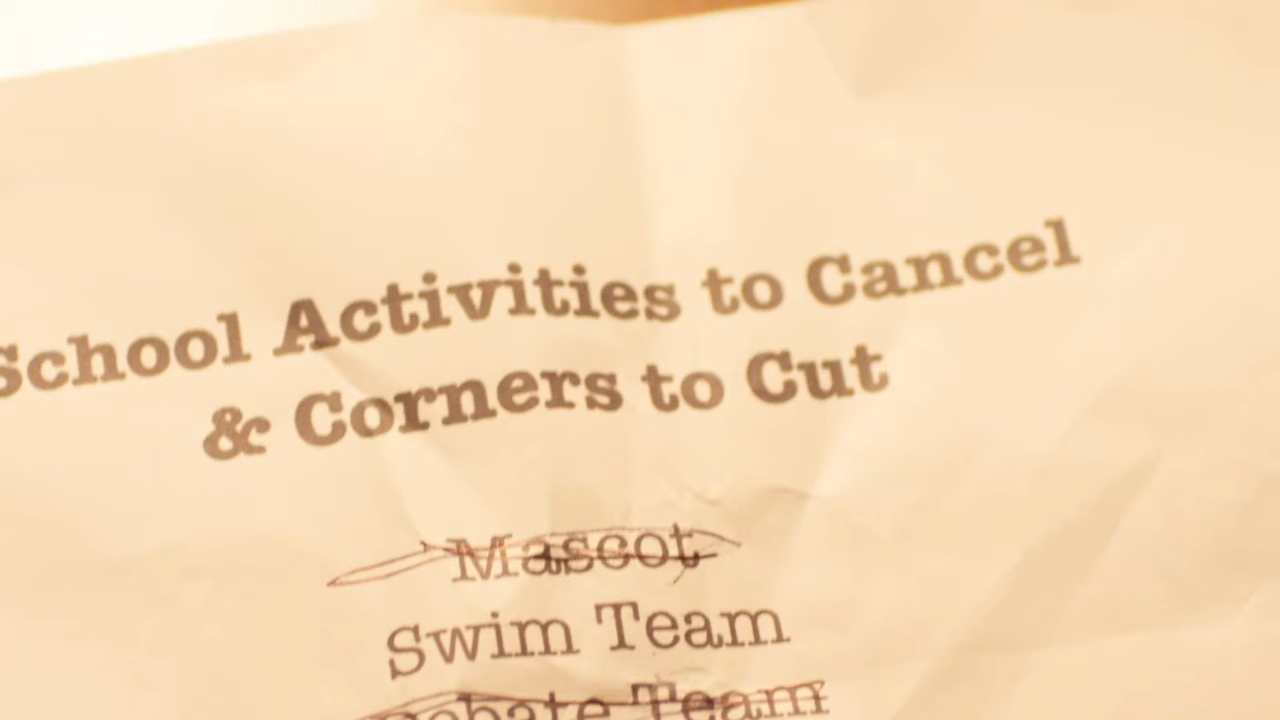 School Activities to Cancel
& Corners to Cut
Mascot
Swim Team
Debate Team